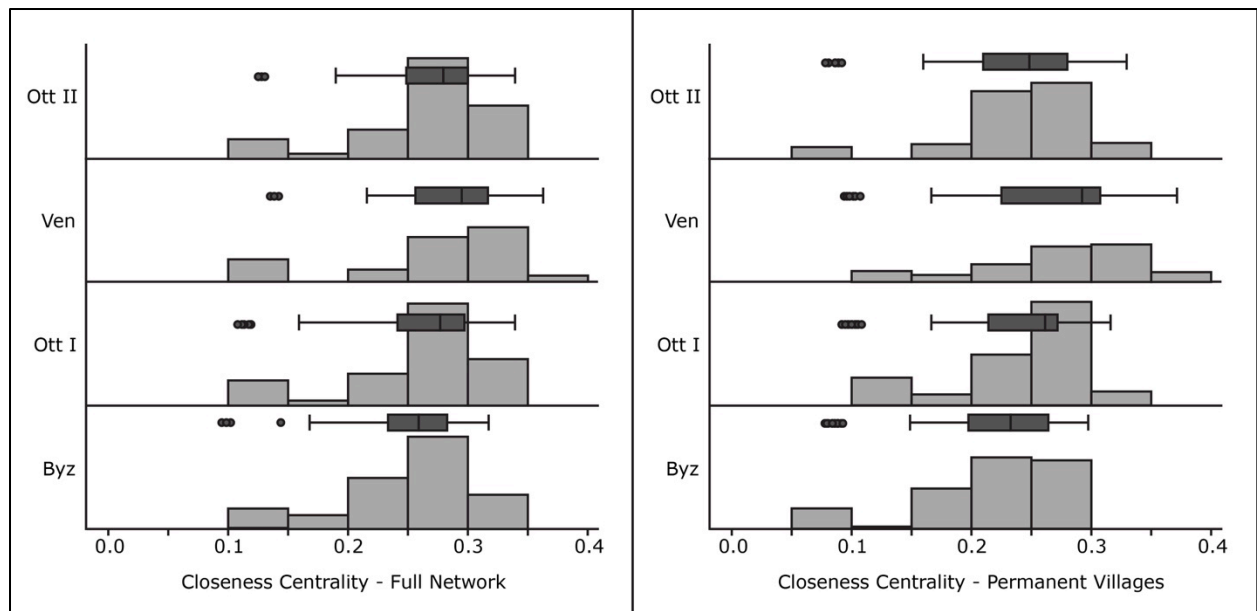 Ott II
Ven
Ott I
Byz
0.0 0.1 0.2 0.3 0.4
Closeness Centrality - Full Network
Ott II
Ven
Ott I
Byz
0.0 0.1 0.2 0.3 0.4
Closeness Centrality - Permanent Villages